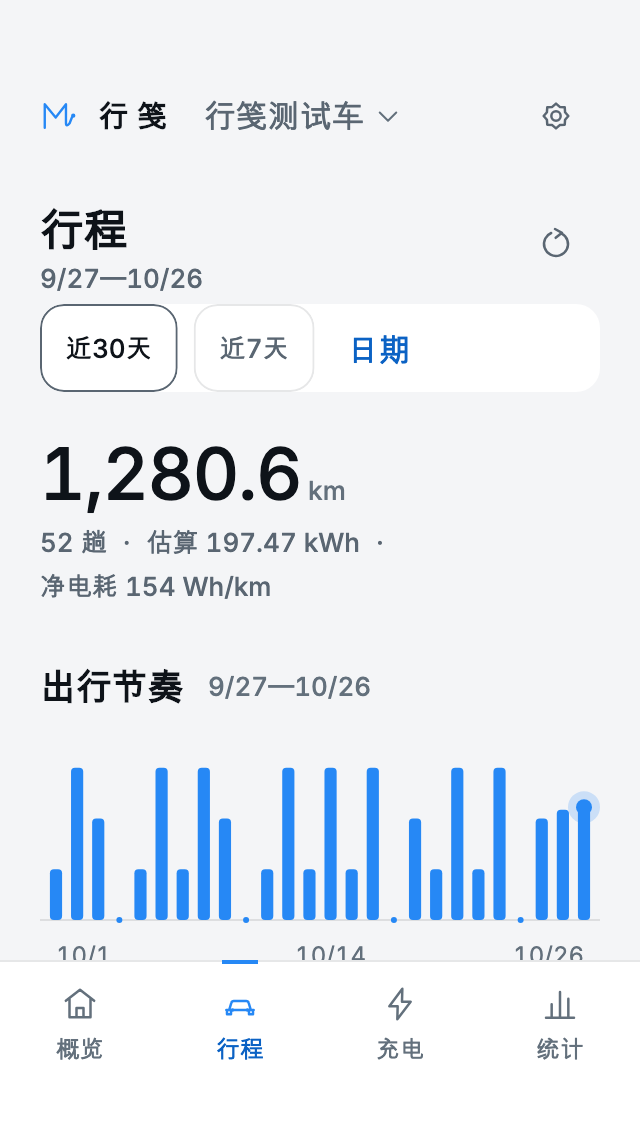 行笺 行笺测试车
行程
9/27—10/26
近30天 近7天 日期
1,280.6 km
52 趟 · 估算 197.47 kWh ·
净电耗 154 Wh/km
出行节奏 9/27—10/26
10/1 10/14 10/26
概览 行程 充电 统计